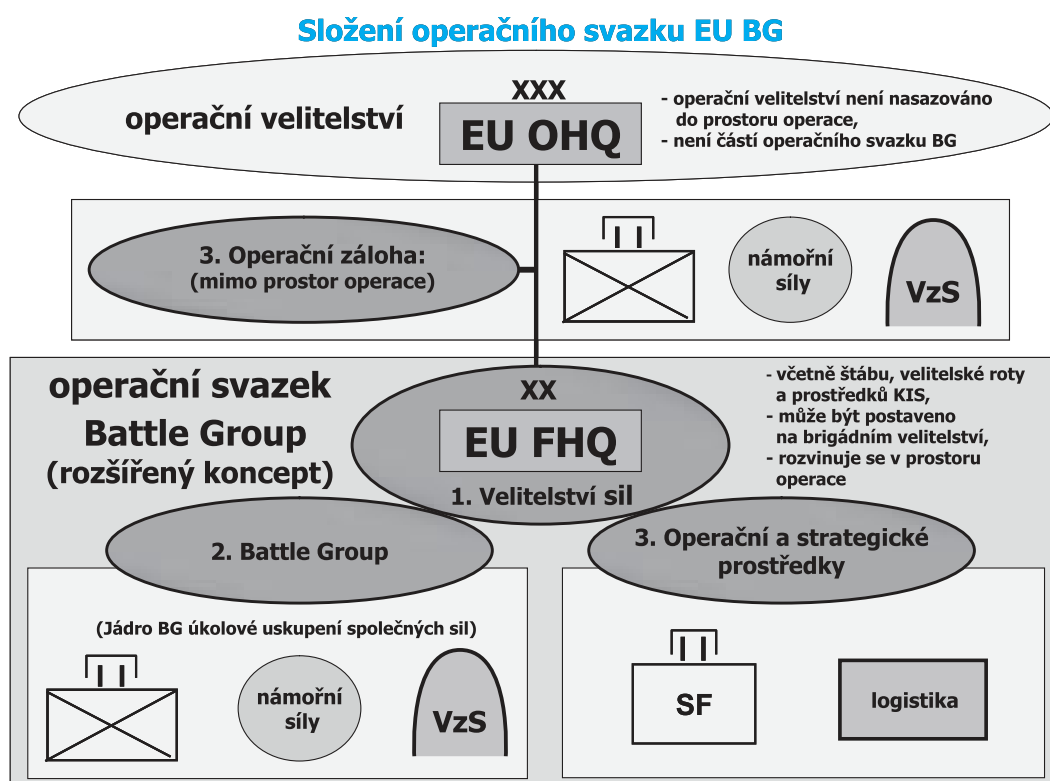 Složení operačního svazku EU BG
XXX
operační velitelství
EU OHQ
- operační velitelství není nasazováno
do prostoru operace,
- není částí operačního svazku BG
3. Operační záloha:
(mimo prostor operace)
námořní
síly
VzS
operační svazek
Battle Group
(rozšířený koncept)
XX
EU FHQ
1. Velitelství sil
- včetně štábu, velitelské roty
a prostředků KIS,
- může být postaveno
na brigádním velitelství,
- rozvinuje se v prostoru
operace
2. Battle Group
3. Operační a strategické
prostředky
(Jádro BG úkolové uskupení společných sil)
námořní
síly
VzS
SF
logistika